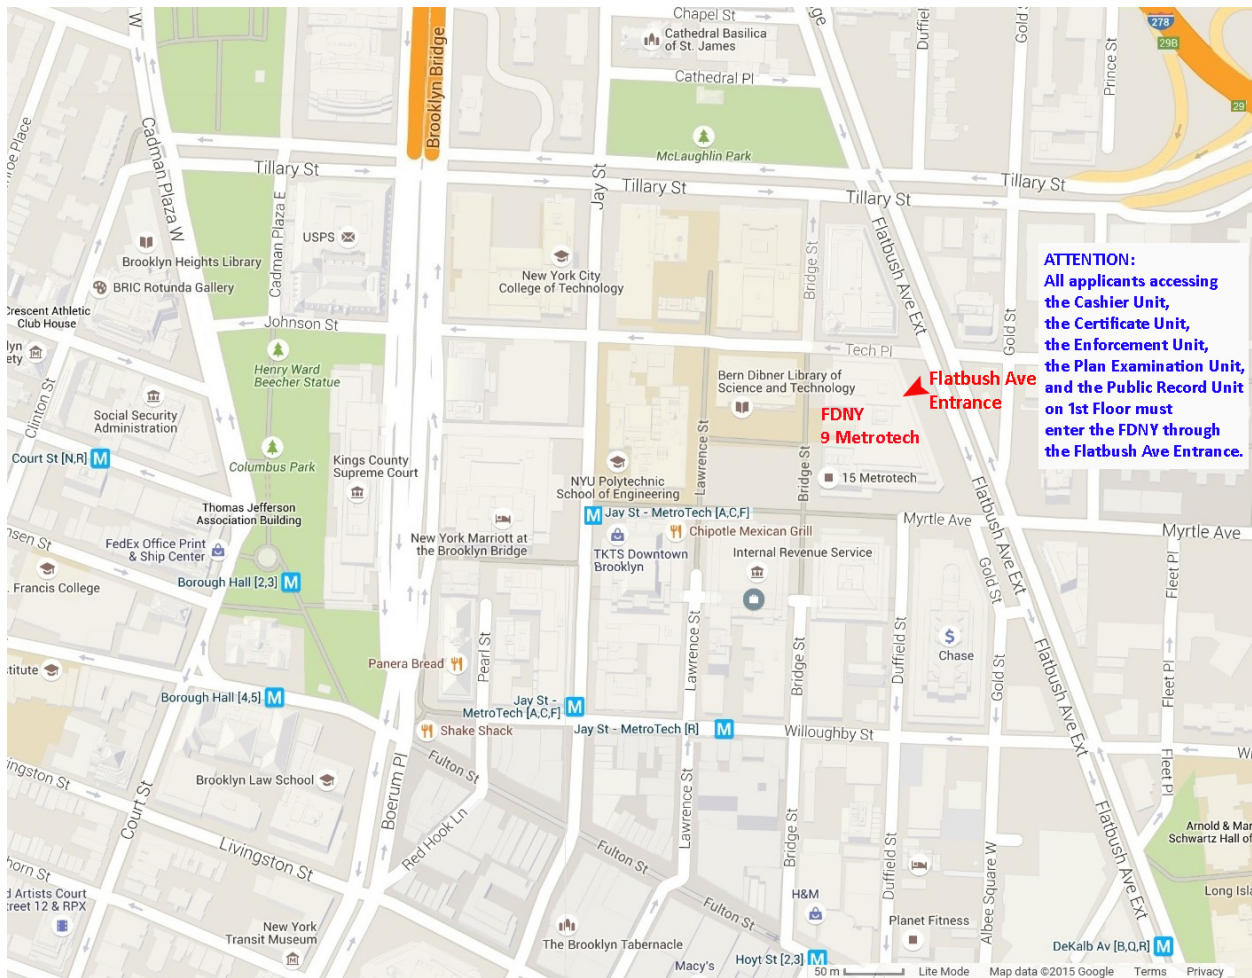 Chapel St
Cathedral Basilica
of St. James
Cathedral Pl
McLaughlin Park
Duffield
Gold St
Prince St
278
29B
29
Brooklyn Bridge
Cadman Plaza W
Tillary St
Tillary St
Tillary St
Tillary St
Jay St
Cadman Plaza E
USPS
Brooklyn Heights Library
BRIC Rotunda Gallery
Crescent Athletic
Club House
New York City
College of Technology
Bridge St
Flatbush Ave Ext
Gold St
ATTENTION:
All applicants accessing
the Cashier Unit,
the Certificate Unit,
the Enforcement Unit,
the Plan Examination Unit,
and the Public Record Unit
on 1st Floor must
enter the FDNY through
the Flatbush Ave Entrance.
Johnson St
Tech Pl
Henry Ward
Beecher Statue
Bern Dibner Library of
Science and Technology
Flatbush Ave
Entrance
FDNY
9 Metrotech
Clinton St
Social Security
Administration
Court St [N,R]
Columbus Park
Kings County
Supreme Court
NYU Polytechnic
School of Engineering
Lawrence St
Bridge St
15 Metrotech
Flatbush Ave Ext
Thomas Jefferson
Association Building
Jay St - MetroTech [A,C,F]
Myrtle Ave
Myrtle Ave
FedEx Office Print
& Ship Center
New York Marriott at
the Brooklyn Bridge
TKTS Downtown
Brooklyn
Chipotle Mexican Grill
Internal Revenue Service
Francis College
Borough Hall [2,3]
Gold St
Fleet Pl
Pearl St
Lawrence St
Bridge St
Duffield St
Chase
Gold St
Flatbush Ave Ext
Fleet Pl
Panera Bread
Borough Hall [4,5]
Jay St -
MetroTech [A,C,F]
Shake Shack
Jay St - MetroTech [R]
Willoughby St
Brooklyn Law School
Fulton St
Boerum Pl
Livingston St
Court St
Red Hook Ln
Lawrence St
Bridge St
Duffield St
Fleet Pl
Flatbush Ave Ext
Livingston St
Fulton St
Arnold & Mar
Schwartz Hall of
Albee Square W
H&M
Fulton St
Planet Fitness
Long Isla
d Artists Court
treet 12 & RPX
New York
Transit Museum
The Brooklyn Tabernacle
Macy's
Hoyt St [2,3]
DeKalb Av [B,Q,R]
50 m
Lite Mode
Map data ©2015 Google
Terms
Privacy